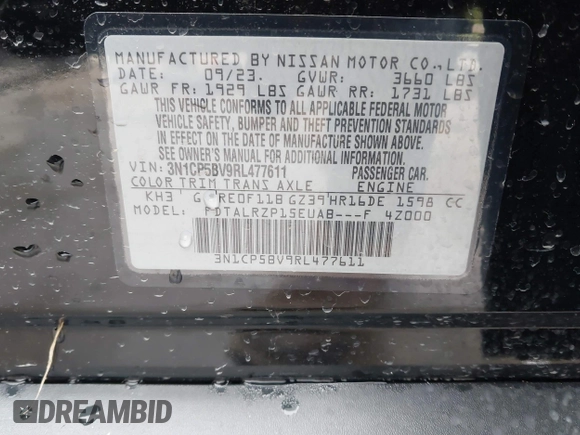 MANUFACTURED BY NISSAN MOTOR CO., LTD.
DATE: 09/23. GVWR: 3660 LBS
GAWR FR: 1929 LBS GAWR RR: 1731 LBS
THIS VEHICLE CONFORMS TO ALL APPLICABLE FEDERAL MOTOR
VEHICLE SAFETY, BUMPER AND THEFT PREVENTION STANDARDS
IN EFFECT ON THE DATE OF MANUFACTURE SHOWN ABOVE.
SEE OWNER'S MANUAL FOR ADDITIONAL INFORMATION.
VIN: 3N1CP5BV9RL477611 PASSENGER CAR.
COLOR TRIM TRANS AXLE ENGINE
KH3 G RE0F11B GZ39 HR16DE 1598 CC
MODEL: PDTALRZP15EUAB---F 4Z000
3N1CP5BV9RL477611
DREAMBID